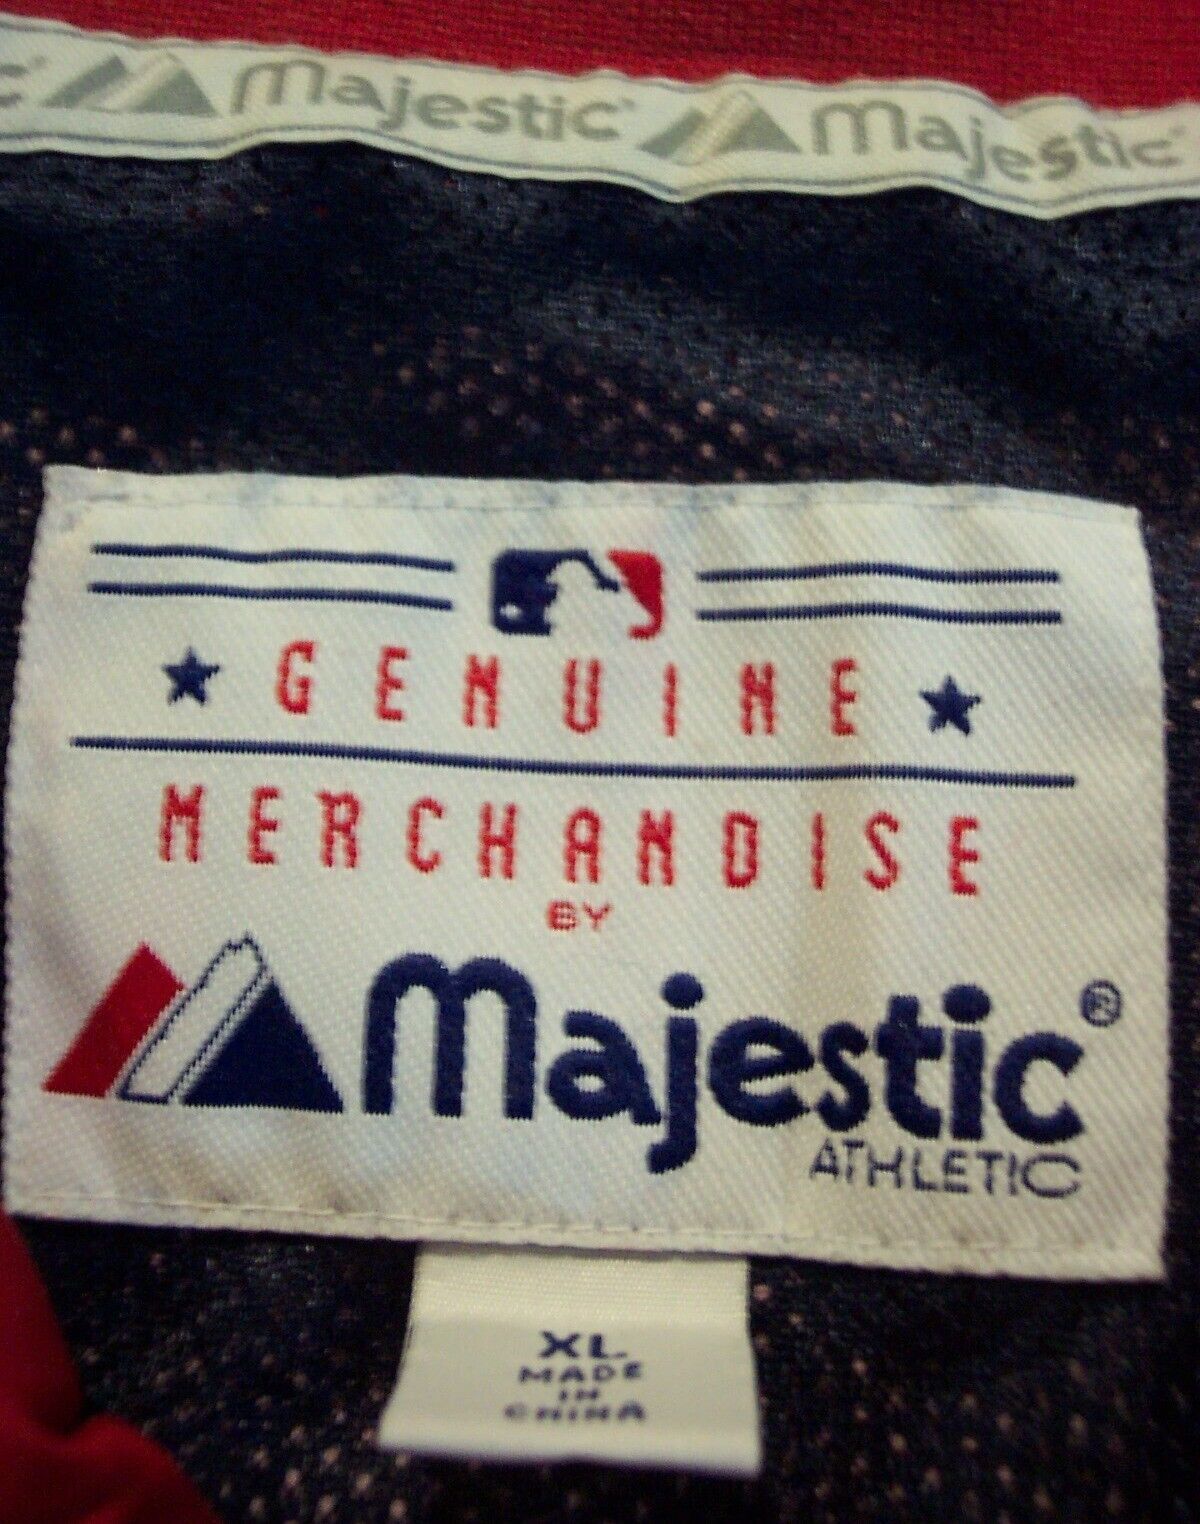 Majestic® Majestic
GENUINE
MERCHANDISE
BY
Majestic®
ATHLETIC
XL
MADE
IN
CHINA